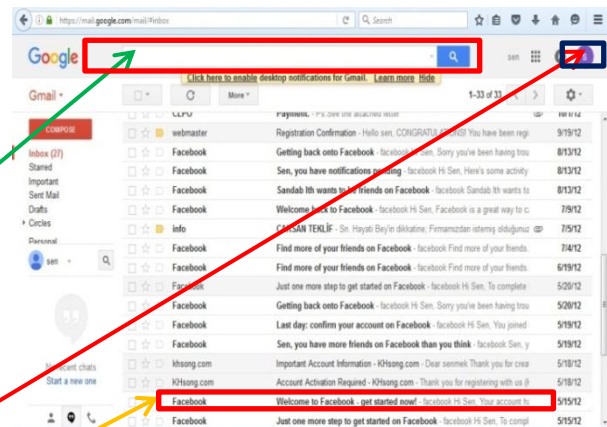 https://mail.google.com/mail/#inbox
Search
Google
sen
Click here to enable desktop notifications for Gmail. Learn more Hide
Gmail
More
1–33 of 33
COMPOSE
Inbox (27)
Starred
Important
Sent Mail
Drafts
Circles
Personal
sen
No recent chats
Start a new one
Payment. - P.S. See the attached letter
webmaster Registration Confirmation - Hello sen, CONGRATULATIONS! You have been regi 9/19/12
Facebook Getting back onto Facebook - facebook Hi Sen, Sorry you've been having trou 8/13/12
Facebook Sen, you have notifications pending - facebook Hi Sen, Here's some activity 8/13/12
Facebook Sandab Ith wants to be friends on Facebook - facebook Sandab Ith wants to 8/13/12
Facebook Welcome back to Facebook - facebook Hi Sen, Facebook is a great way to c 7/9/12
info TEKLİF - Sn. Hayati Bey'in dikkatine, Firmamızdan istemiş olduğunuz 7/5/12
Facebook Find more of your friends on Facebook - facebook Find more of your friends. 7/4/12
Facebook Find more of your friends on Facebook - facebook Find more of your friends. 6/19/12
Facebook Just one more step to get started on Facebook - facebook Hi Sen, To complete 5/20/12
Facebook Getting back onto Facebook - facebook Hi Sen, Sorry you've been having trou 5/20/12
Facebook Last day: confirm your account on Facebook - facebook Hi Sen, You joined 5/19/12
Facebook Sen, you have more friends on Facebook than you think - facebook Sen, y 5/19/12
khsong.com Important Account Information - KHsong.com - Dear senmek Thank you for crea 5/18/12
KHsong.com Account Activation Required - KHsong.com - Thank you for registering with us (k 5/18/12
Facebook Welcome to Facebook - get started now! - facebook Hi Sen, Your account h 5/15/12
Facebook Just one more step to get started on Facebook - facebook Hi Sen, To compl 5/15/12